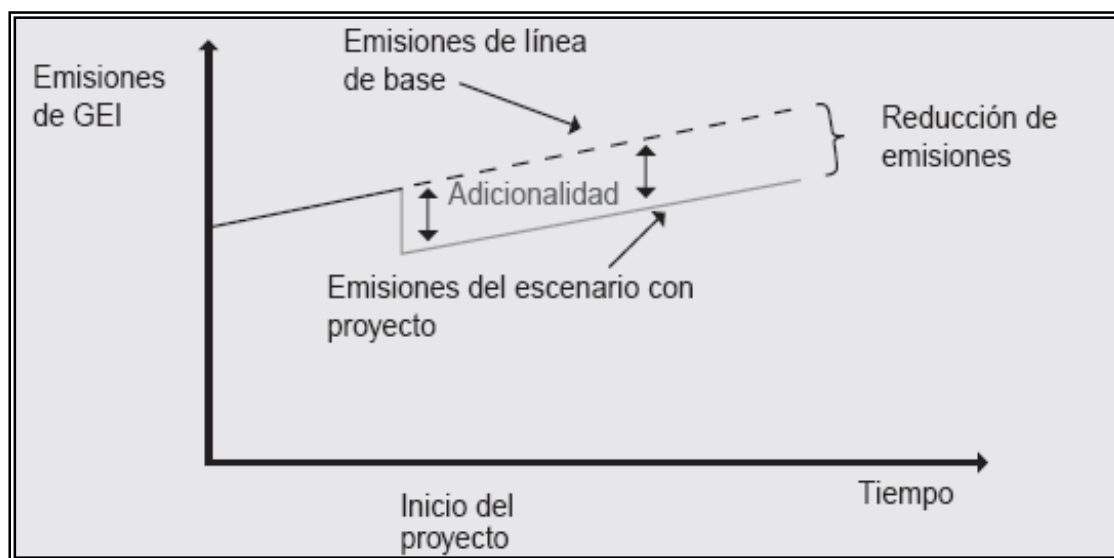 Emisiones
de GEI
Emisiones de línea
de base
Reducción de
emisiones
Adicionalidad
Emisiones del escenario con
proyecto
Inicio del
proyecto
Tiempo